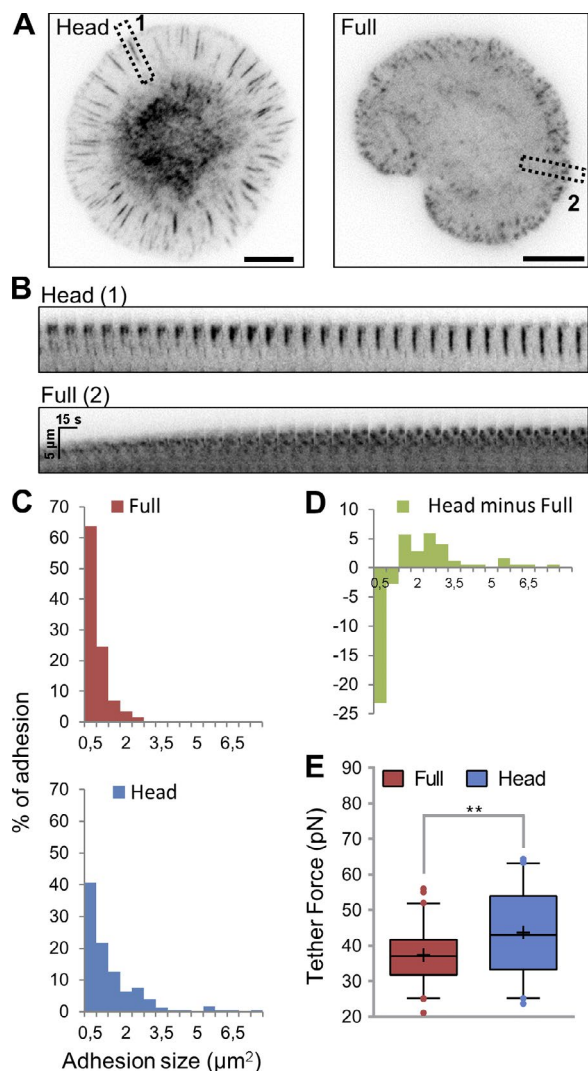 A
Head
1
Full
2
B
Head (1)
Full (2)
15 s
5 µm
C
70
Full
60
50
40
30
20
10
0
0,5 2 3,5 5 6,5
50
Head
40
30
20
10
0
0,5 2 3,5 5 6,5
% of adhesion
Adhesion size (µm²)
D
10
Head minus Full
5
0
0,5 2 3,5 5 6,5
-5
-10
-15
-20
-25
E
90
Full Head
80
**
70
60
50
40
30
20
Tether Force (pN)